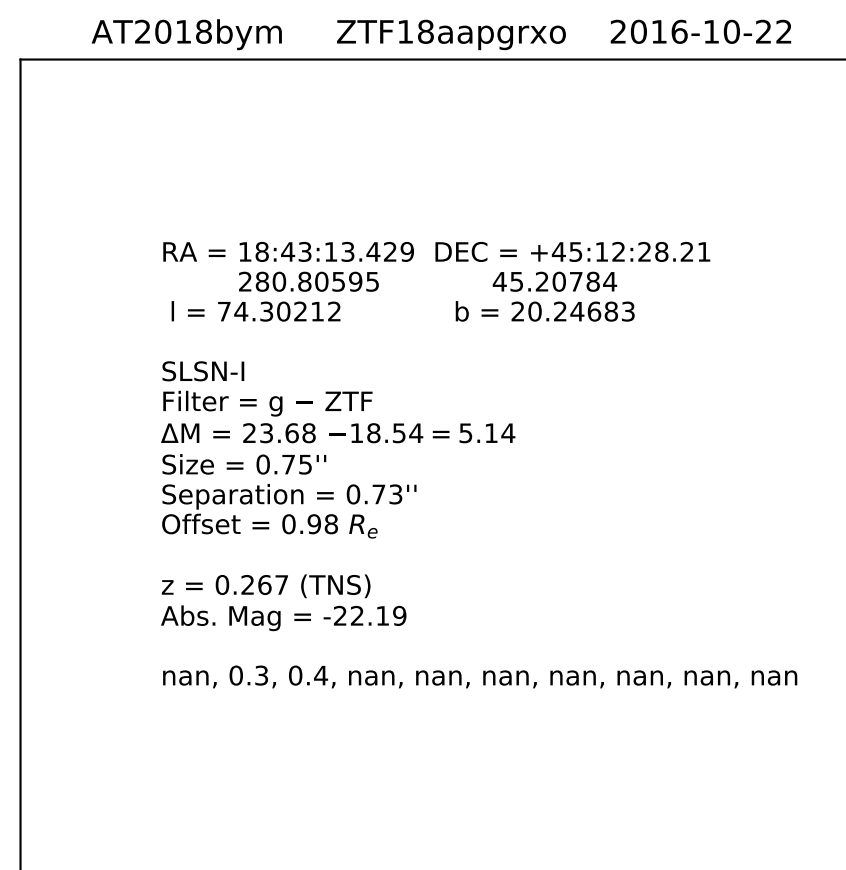 AT2018bym ZTF18aapgrxo 2016-10-22
RA = 18:43:13.429 DEC = +45:12:28.21
280.80595 45.20784
l = 74.30212 b = 20.24683
SLSN-I
Filter = g − ZTF
ΔM = 23.68 −18.54 = 5.14
Size = 0.75''
Separation = 0.73''
Offset = 0.98 Re
z = 0.267 (TNS)
Abs. Mag = -22.19
nan, 0.3, 0.4, nan, nan, nan, nan, nan, nan, nan